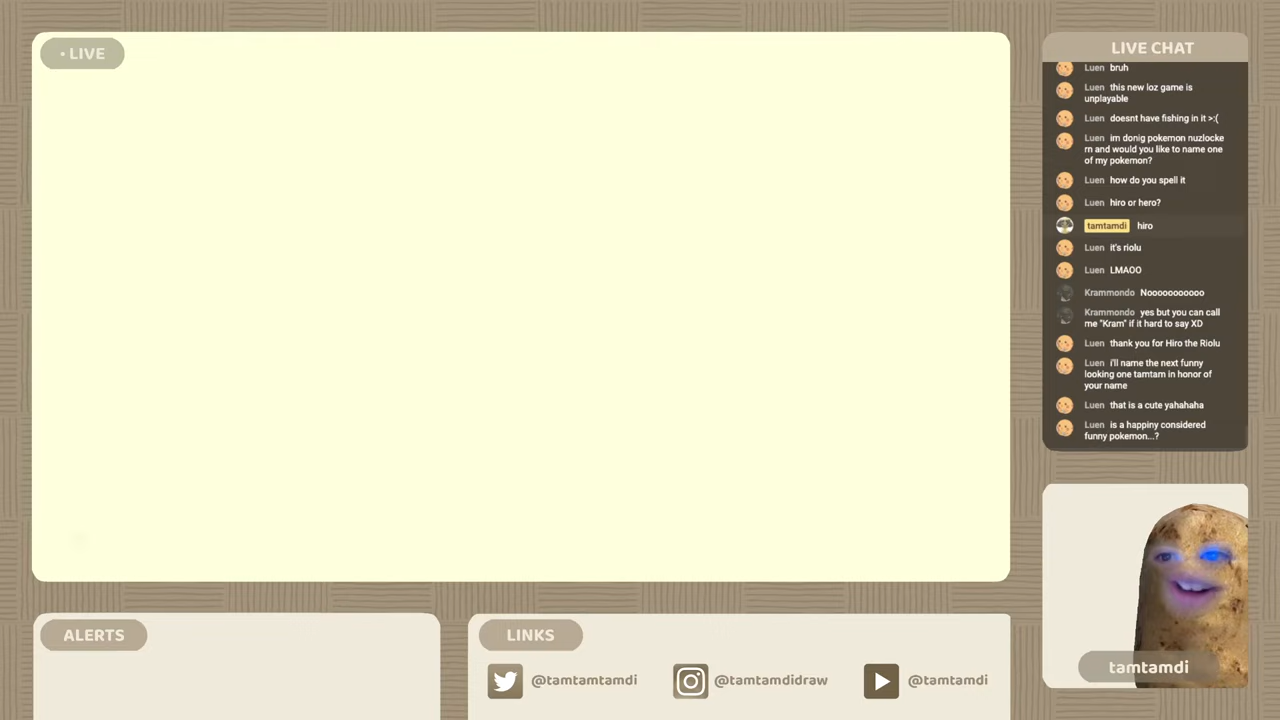 • LIVE
LIVE CHAT
Luen bruh
Luen this new loz game is
unplayable
Luen doesnt have fishing in it >:(
Luen im donig pokemon nuzlocke
rn and would you like to name one
of my pokemon?
Luen how do you spell it
Luen hiro or hero?
tamtamdi hiro
Luen it's riolu
Luen LMAOO
Krammondo Nooooooooooo
Krammondo yes but you can call
me "Kram" if it hard to say XD
Luen thank you for Hiro the Riolu
Luen i'll name the next funny
looking one tamtam in honor of
your name
Luen that is a cute yahahaha
Luen is a happiny considered
funny pokemon...?
tamtamdi
ALERTS
LINKS
@tamtamtamdi
@tamtamdidraw
@tamtamdi